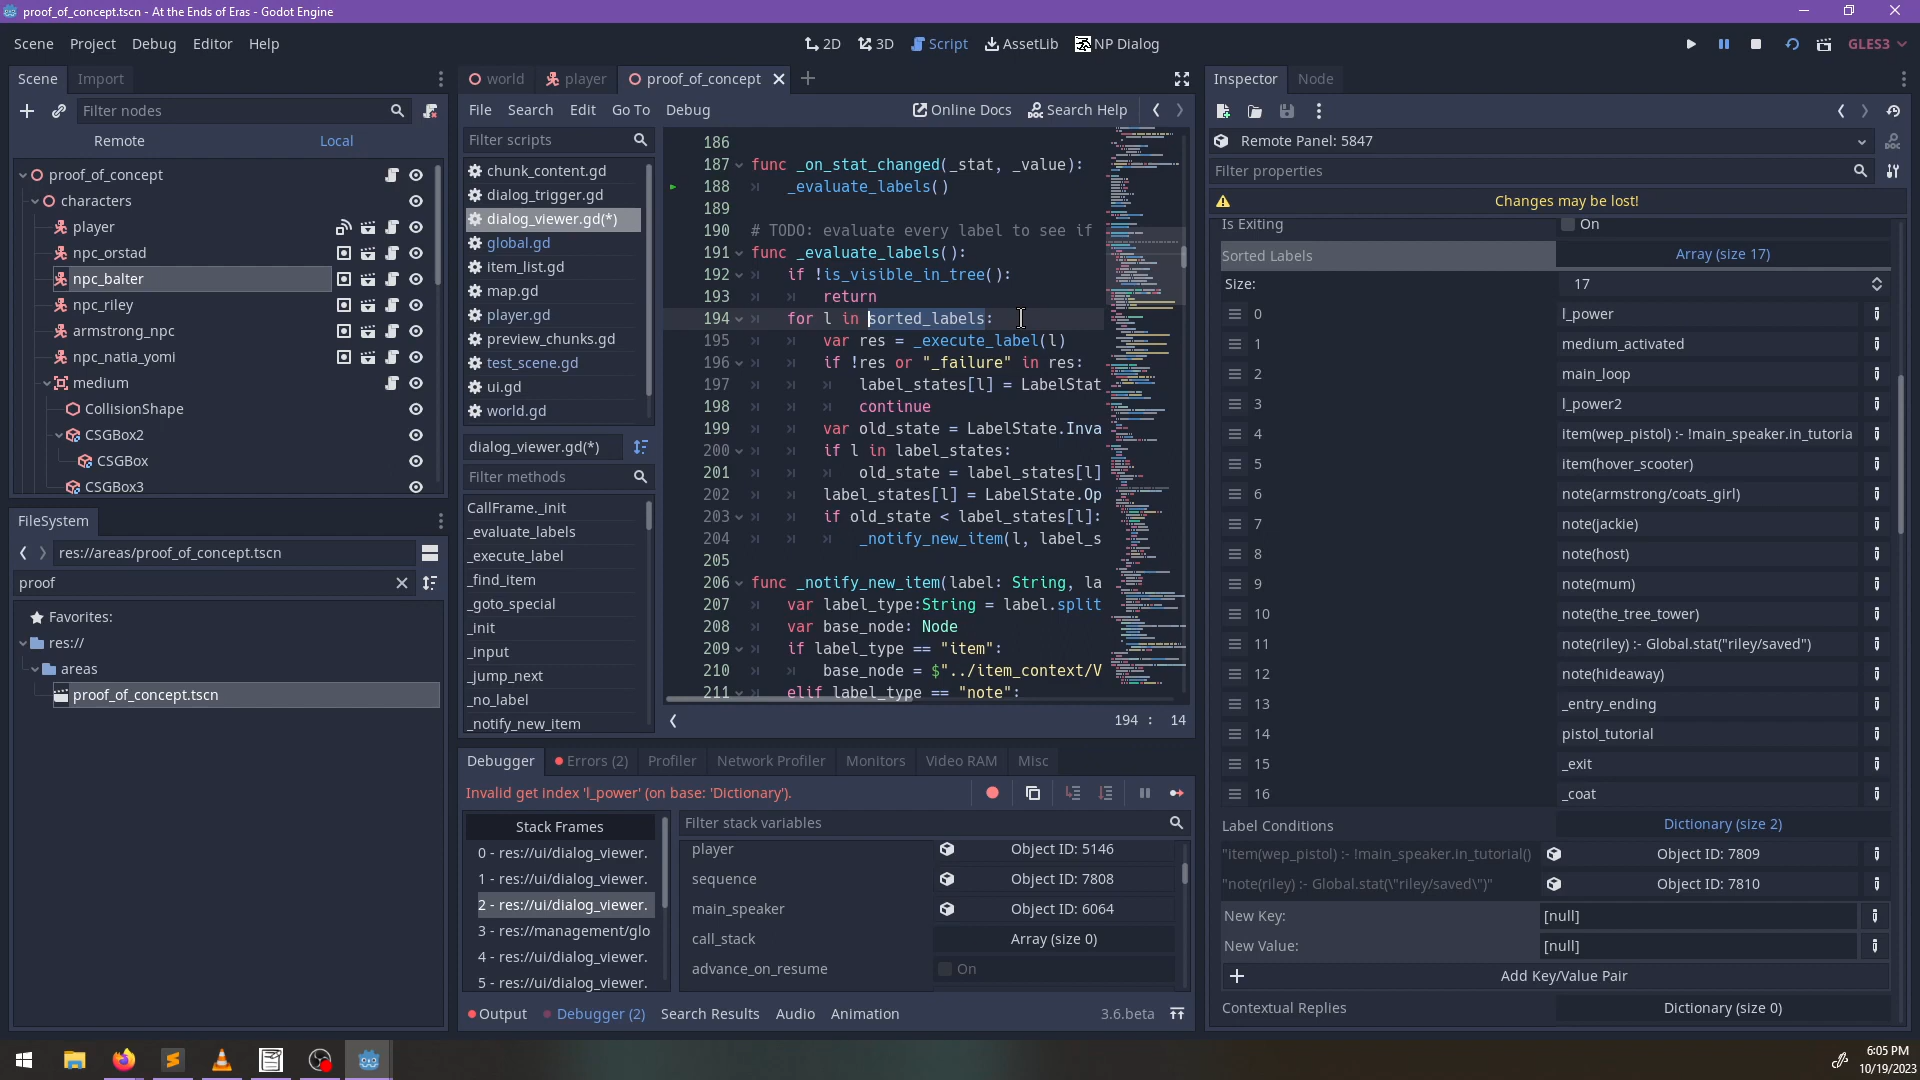 proof_of_concept.tscn - At the Ends of Eras - Godot Engine
Scene Project Debug Editor Help
2D 3D Script AssetLib NP Dialog
GLES3
Scene Import
Filter nodes
Remote Local
proof_of_concept
characters
player
npc_orstad
npc_balter
npc_riley
armstrong_npc
npc_natia_yomi
medium
CollisionShape
CSGBox2
CSGBox
CSGBox3
FileSystem
res://areas/proof_of_concept.tscn
proof
Favorites:
res://
areas
proof_of_concept.tscn
world player proof_of_concept
File Search Edit Go To Debug
Online Docs Search Help
Filter scripts
chunk_content.gd
dialog_trigger.gd
dialog_viewer.gd(*)
global.gd
item_list.gd
map.gd
player.gd
preview_chunks.gd
test_scene.gd
ui.gd
world.gd
dialog_viewer.gd(*)
Filter methods
CallFrame._init
_evaluate_labels
_execute_label
_find_item
_goto_special
_init
_input
_jump_next
_no_label
_notify_new_item
186
187 func _on_stat_changed(_stat, _value):
188 _evaluate_labels()
189
190 # TODO: evaluate every label to see if
191 func _evaluate_labels():
192 if !is_visible_in_tree():
193 return
194 for l in sorted_labels:
195 var res = _execute_label(l)
196 if !res or "_failure" in res:
197 label_states[l] = LabelStat
198 continue
199 var old_state = LabelState.Inva
200 if l in label_states:
201 old_state = label_states[l]
202 label_states[l] = LabelState.Op
203 if old_state < label_states[l]:
204 _notify_new_item(l, label_s
205
206 func _notify_new_item(label: String, la
207 var label_type:String = label.split
208 var base_node: Node
209 if label_type == "item":
210 base_node = $"../item_context/V
211 elif label_type == "note":
194 : 14
Debugger Errors (2) Profiler Network Profiler Monitors Video RAM Misc
Invalid get index 'l_power' (on base: 'Dictionary').
Stack Frames
0 - res://ui/dialog_viewer.
1 - res://ui/dialog_viewer.
2 - res://ui/dialog_viewer.
3 - res://management/glo
4 - res://ui/dialog_viewer.
5 - res://ui/dialog_viewer.
Filter stack variables
player Object ID: 5146
sequence Object ID: 7808
main_speaker Object ID: 6064
call_stack Array (size 0)
advance_on_resume On
Output Debugger (2) Search Results Audio Animation 3.6.beta
Inspector Node
Remote Panel: 5847
Filter properties
Changes may be lost!
Is Exiting On
Sorted Labels Array (size 17)
Size: 17
0 l_power
1 medium_activated
2 main_loop
3 l_power2
4 item(wep_pistol) :- !main_speaker.in_tutoria
5 item(hover_scooter)
6 note(armstrong/coats_girl)
7 note(jackie)
8 note(host)
9 note(mum)
10 note(the_tree_tower)
11 note(riley) :- Global.stat("riley/saved")
12 note(hideaway)
13 _entry_ending
14 pistol_tutorial
15 _exit
16 _coat
Label Conditions Dictionary (size 2)
"item(wep_pistol) :- !main_speaker.in_tutorial() Object ID: 7809
"note(riley) :- Global.stat(\"riley/saved\")" Object ID: 7810
New Key: [null]
New Value: [null]
Add Key/Value Pair
Contextual Replies Dictionary (size 0)
6:05 PM
10/19/2023